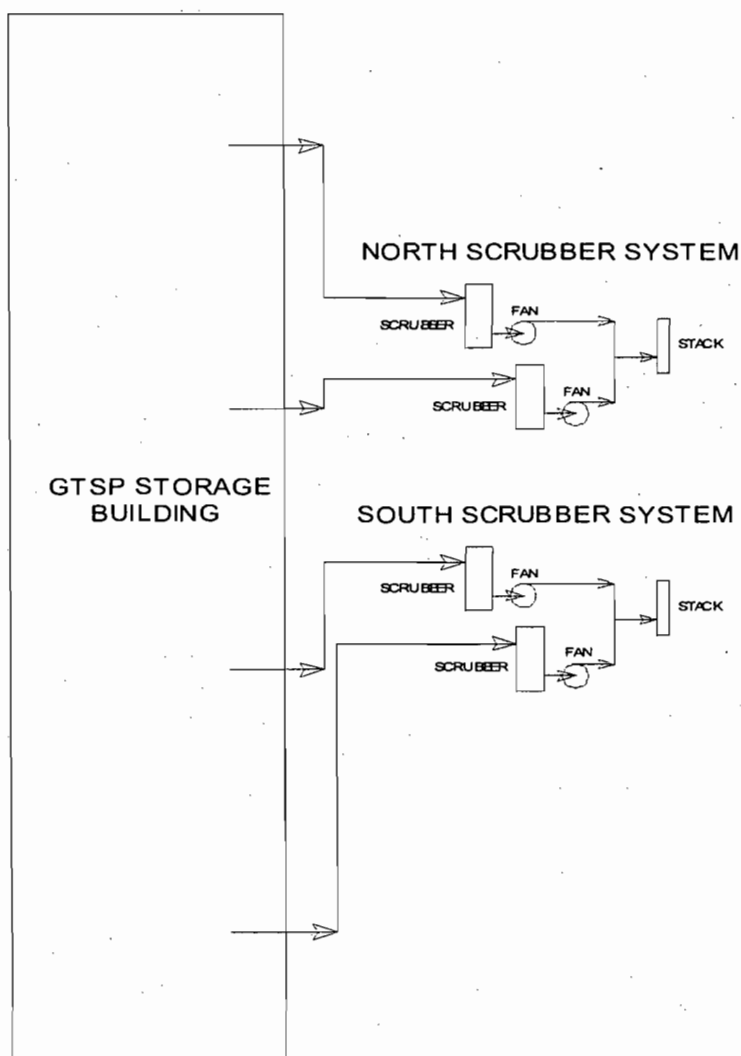 NORTH SCRUBBER SYSTEM
FAN
SCRUBBER
STACK
FAN
SCRUBBER
GTSP STORAGE
BUILDING
SOUTH SCRUBBER SYSTEM
FAN
SCRUBBER
STACK
FAN
SCRUBBER